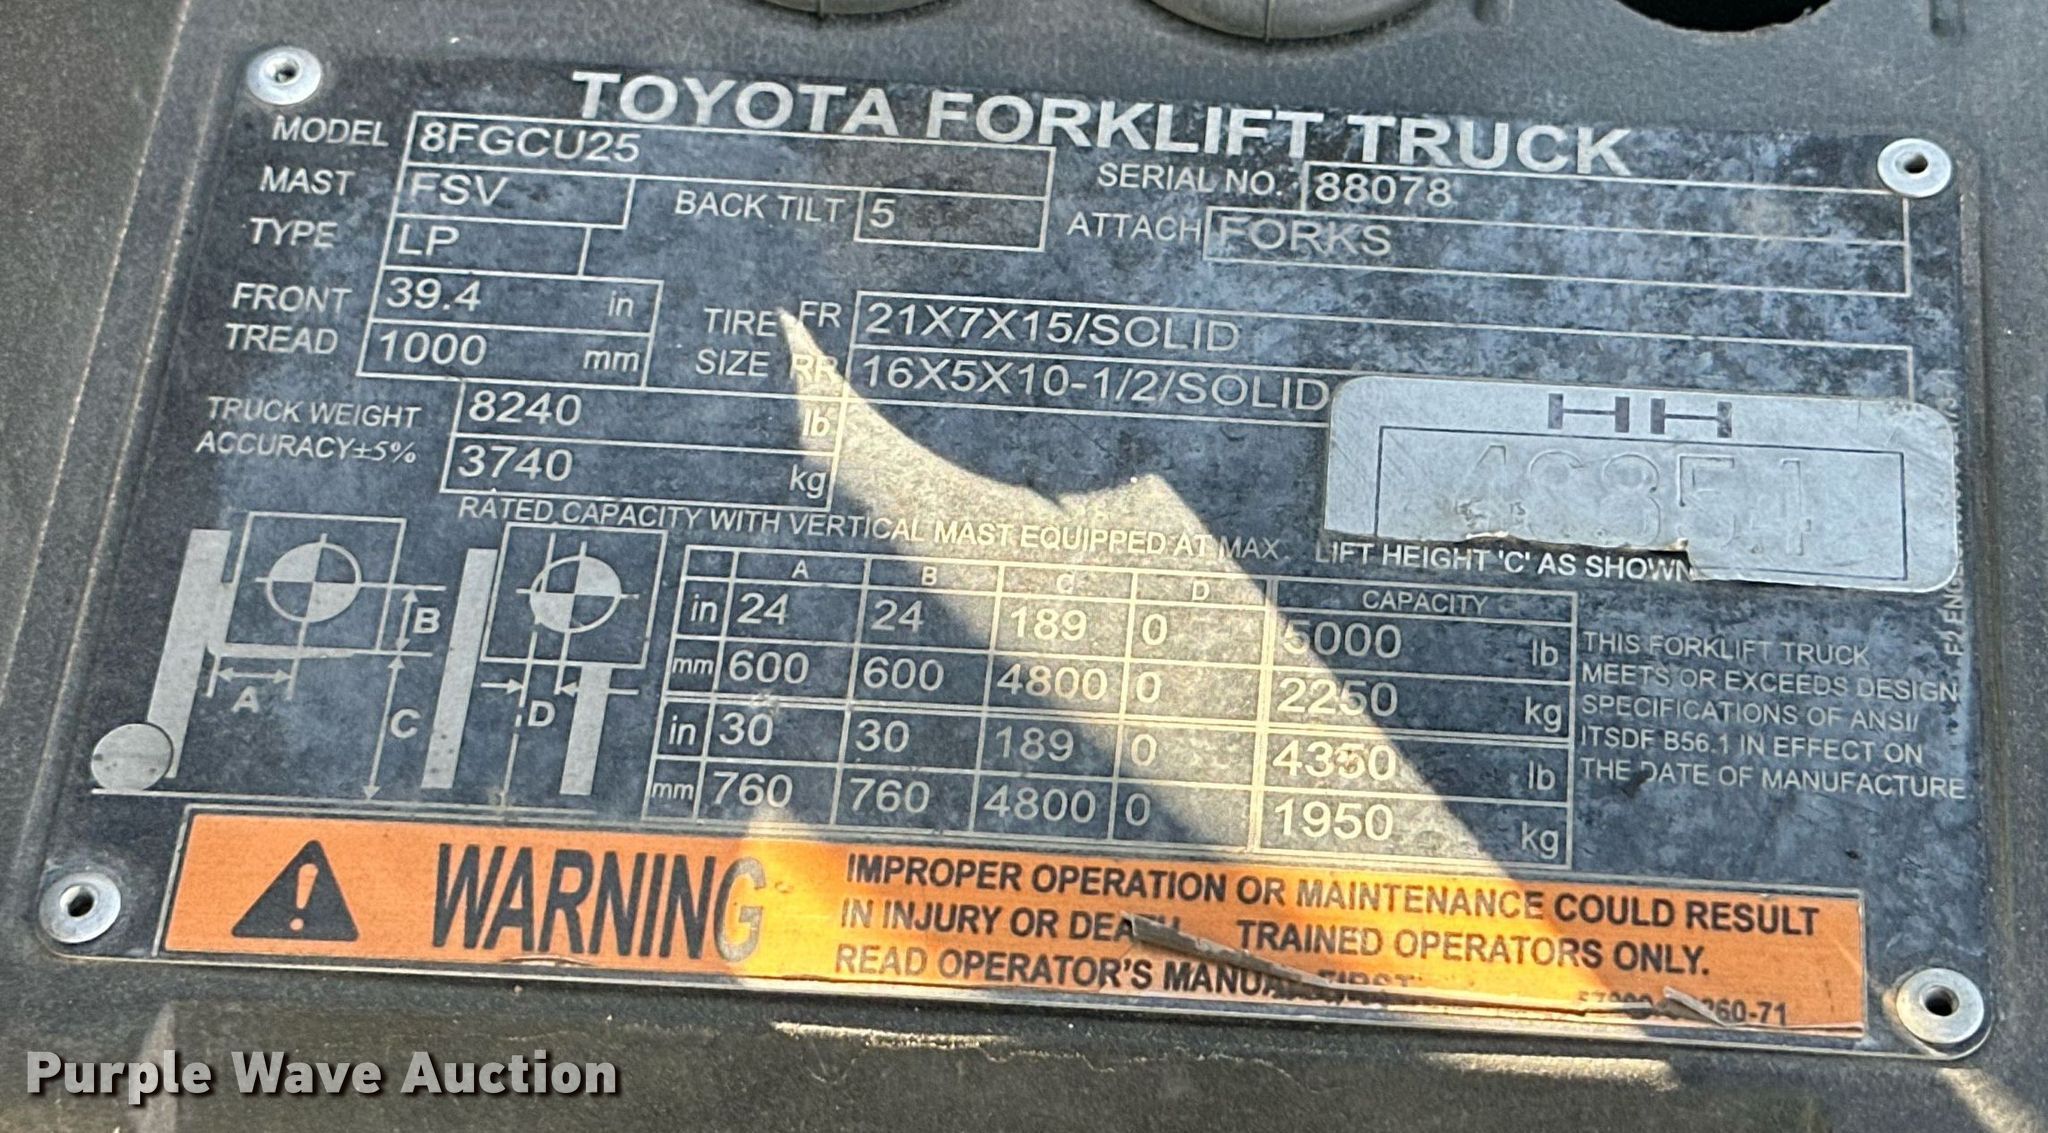 TOYOTA FORKLIFT TRUCK
MODEL 8FGCU25 SERIAL NO. 88078
MAST FSV BACK TILT 5 ATTACH FORKS
TYPE LP
FRONT TREAD 39.4 in
1000 mm
TIRE SIZE FR 21X7X15/SOLID
RR 16X5X10-1/2/SOLID
TRUCK WEIGHT 8240 lb
ACCURACY±5% 3740 kg
HH
RATED CAPACITY WITH VERTICAL MAST EQUIPPED AT MAX. LIFT HEIGHT 'C' AS SHOWN
A B C D CAPACITY
in 24 24 189 0 5000 lb
mm 600 600 4800 0 2250 kg
in 30 30 189 0 4350 lb
mm 760 760 4800 0 1950 kg
A B C D
THIS FORKLIFT TRUCK
MEETS OR EXCEEDS DESIGN
SPECIFICATIONS OF ANSI/
ITSDF B56.1 IN EFFECT ON
THE DATE OF MANUFACTURE
WARNING
IMPROPER OPERATION OR MAINTENANCE COULD RESULT
IN INJURY OR DEATH TRAINED OPERATORS ONLY.
READ OPERATOR'S MANUAL FIRST
Purple Wave Auction